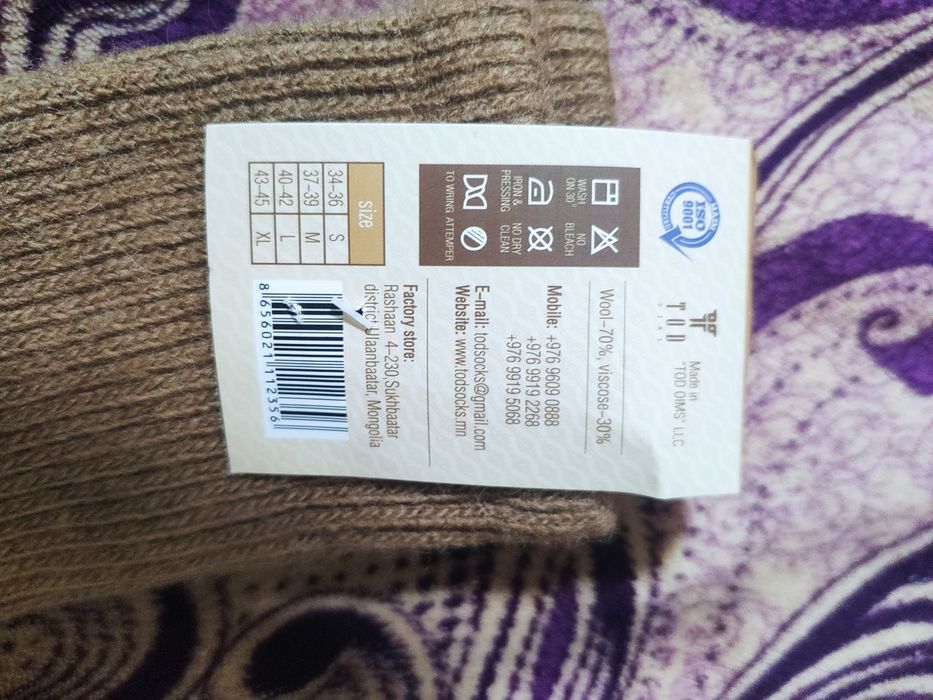 ISO
9001
TOD
DIMS
Made in
"TOD OIMS" LLC
WASH
ON 30°
NO
BLEACH
IRON &
PRESSING
NO DRY
CLEAN
TO WRING ATTEMPER
Wool-70%, viscose-30%
Mobile: +976 9609 0888
+976 9919 2268
+976 9919 5068
E-mail: todsocks@gmail.com
Website: www.todsocks.mn
size
34-36 S
37-39 M
40-42 L
43-45 XL
Factory store:
Rashaan 4-230,Sukhbaatar
district Ulaanbaatar, Mongolia
8 656021 112356